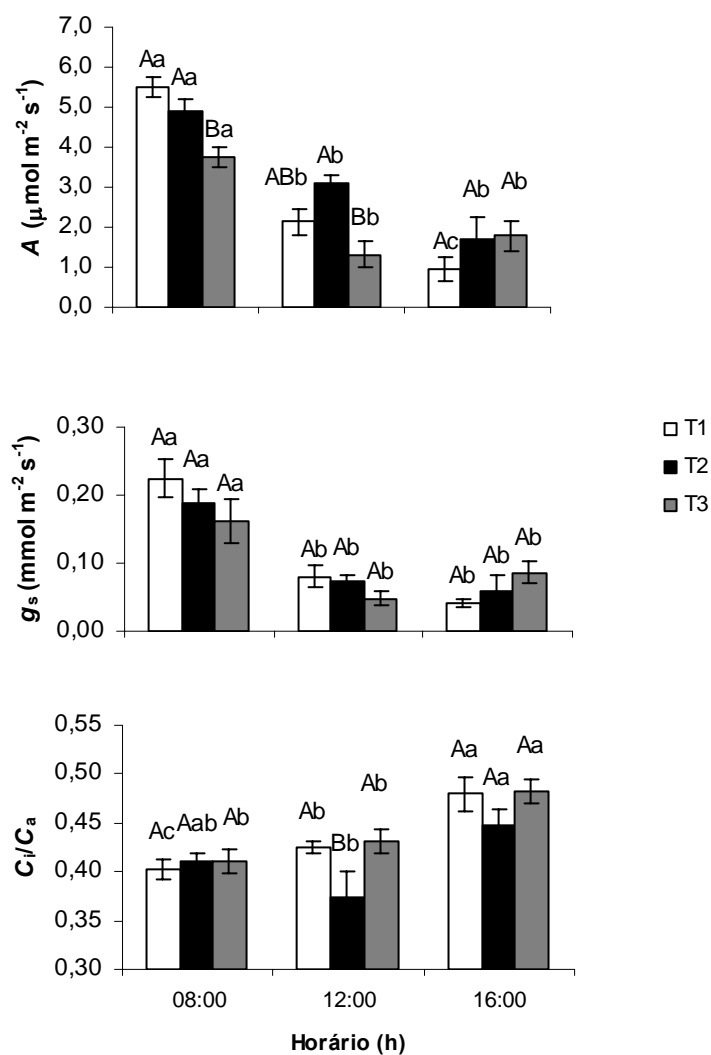 A (μmol m-2 s-1)
7,0
6,0
5,0
4,0
3,0
2,0
1,0
0,0
Aa Aa Ba ABb Ab Bb Ac Ab Ab
gs (mmol m-2 s-1)
0,30
0,20
0,10
0,00
Aa Aa Aa Ab Ab Ab Ab Ab Ab
T1
T2
T3
Ci/Ca
0,55
0,50
0,45
0,40
0,35
0,30
Ac Aab Ab Ab Bb Ab Aa Aa Aa
08:00 12:00 16:00
Horário (h)